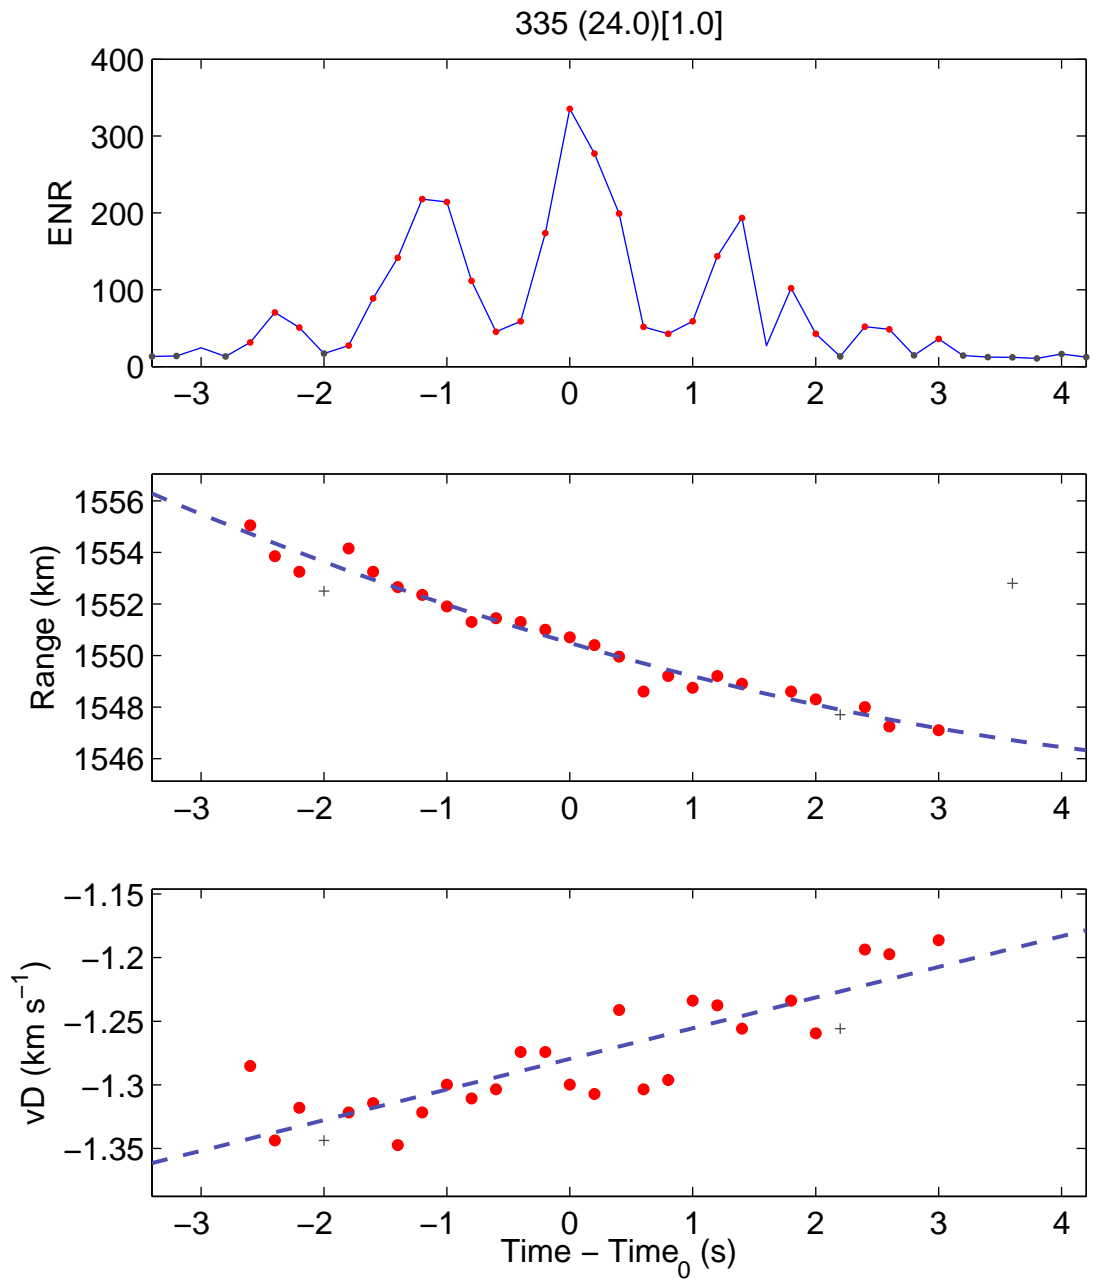 335 (24.0)[1.0]
400
300
200
100
0
ENR
−3 −2 −1 0 1 2 3 4
1556
1554
1552
1550
1548
1546
Range (km)
−3 −2 −1 0 1 2 3 4
−1.15
−1.2
−1.25
−1.3
−1.35
vD (km s−1)
−3 −2 −1 0 1 2 3 4
Time − Time0 (s)